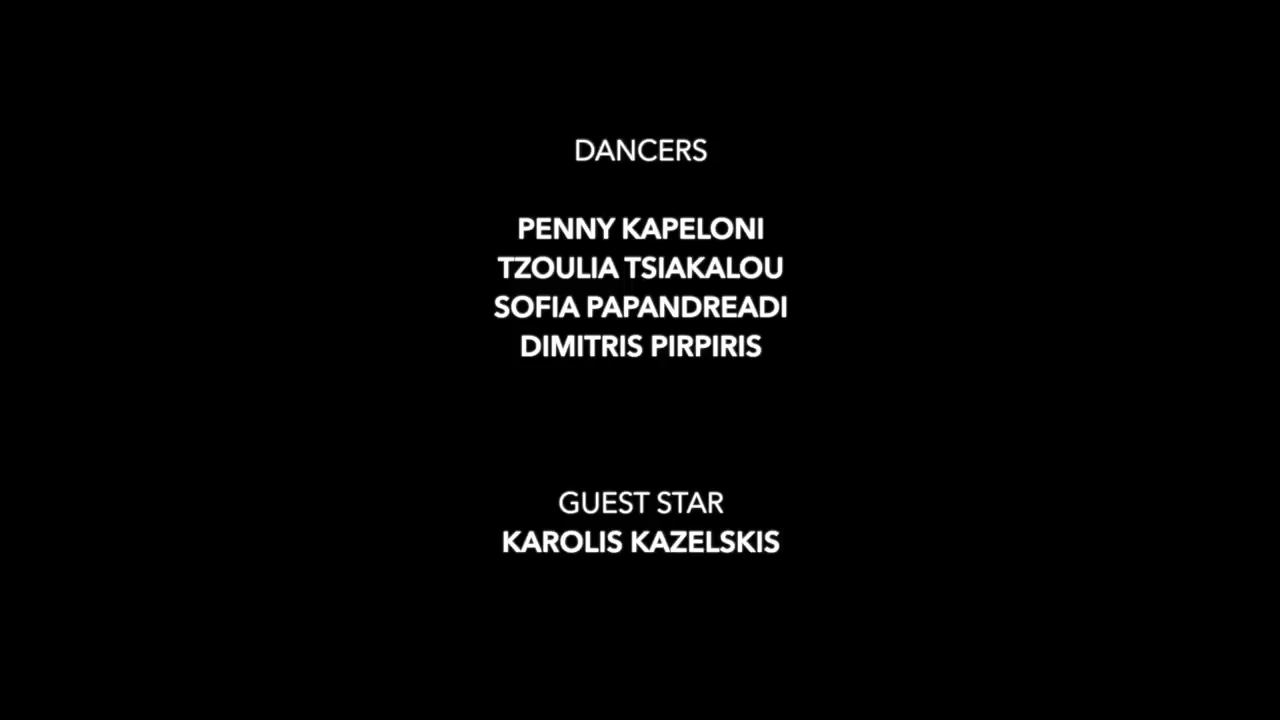 DANCERS
PENNY KAPELONI
TZOULIA TSIAKALOU
SOFIA PAPANDREADI
DIMITRIS PIRPIRIS
GUEST STAR
KAROLIS KAZELSKIS